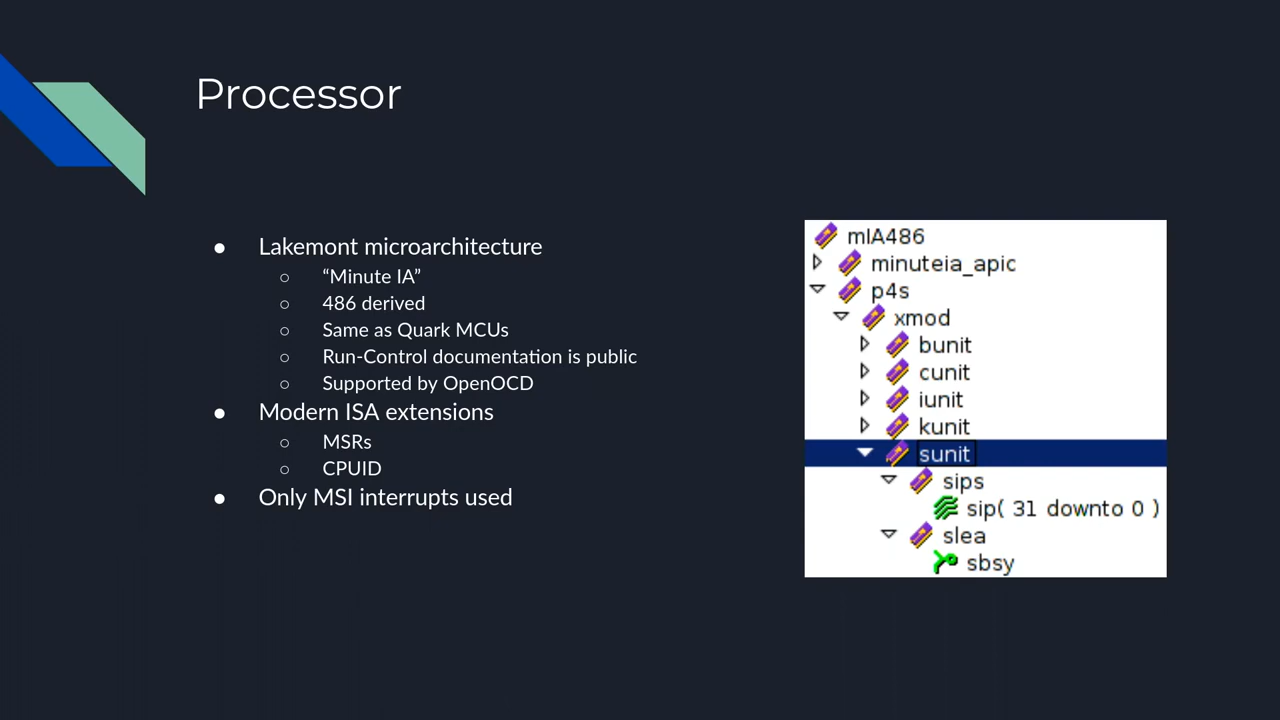 Processor
● Lakemont microarchitecture
○ “Minute IA”
○ 486 derived
○ Same as Quark MCUs
○ Run-Control documentation is public
○ Supported by OpenOCD
● Modern ISA extensions
○ MSRs
○ CPUID
● Only MSI interrupts used
mIA486
minuteia_apic
p4s
xmod
bunit
cunit
iunit
kunit
sunit
sips
sip( 31 downto 0 )
slea
sbsy